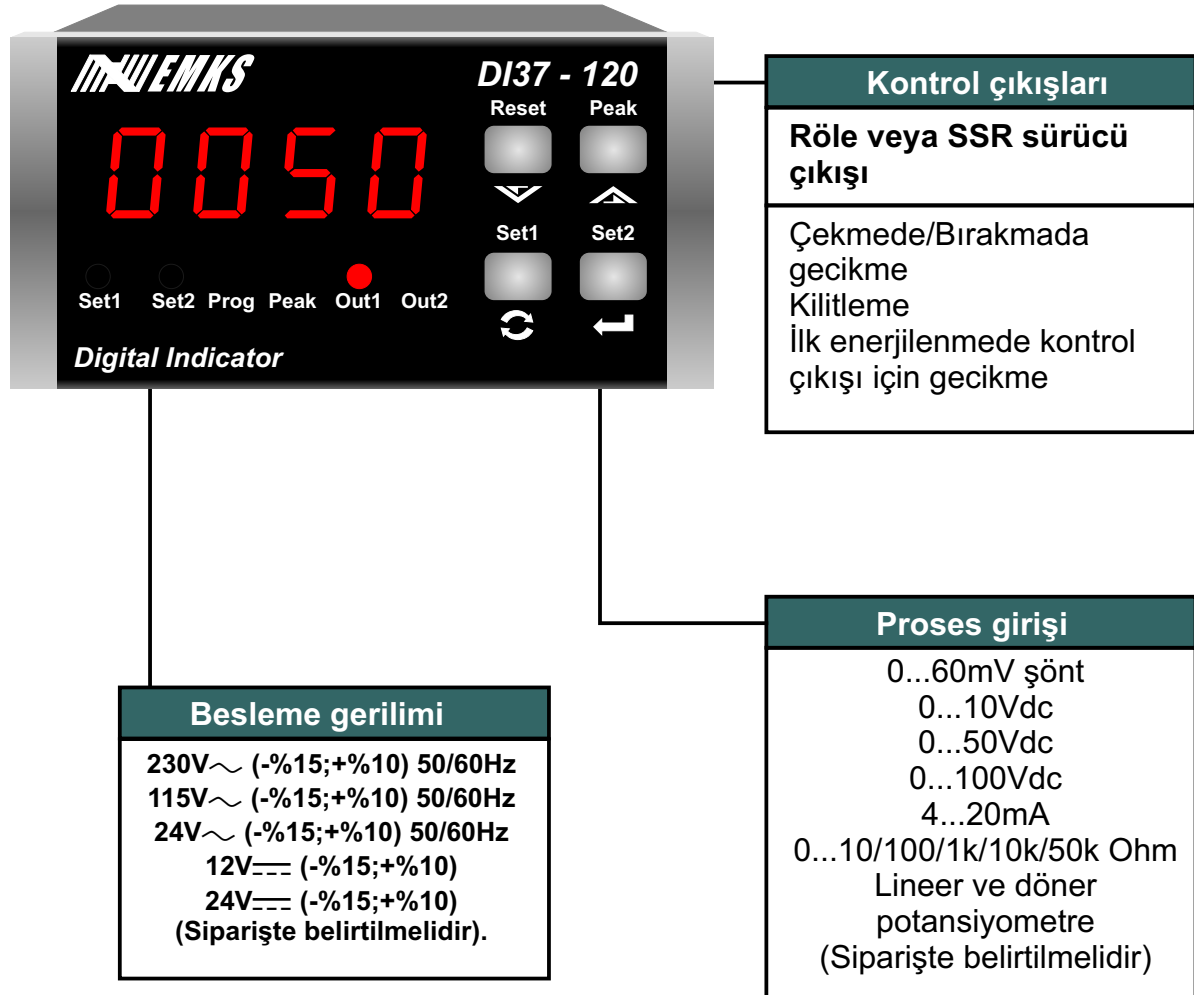 EMKS
DI37 - 120
Reset Peak
0050
Set1 Set2
Set1 Set2 Prog Peak Out1 Out2
Digital Indicator
Kontrol çıkışları
Röle veya SSR sürücü
çıkışı
Çekmede/Bırakmada
gecikme
Kilitleme
İlk enerjilenmede kontrol
çıkışı için gecikme
Besleme gerilimi
230V～ (-%15;+%10) 50/60Hz
115V～ (-%15;+%10) 50/60Hz
24V～ (-%15;+%10) 50/60Hz
12V⎓ (-%15;+%10)
24V⎓ (-%15;+%10)
(Siparişte belirtilmelidir).
Proses girişi
0...60mV şönt
0...10Vdc
0...50Vdc
0...100Vdc
4...20mA
0...10/100/1k/10k/50k Ohm
Lineer ve döner
potansiyometre
(Siparişte belirtilmelidir)